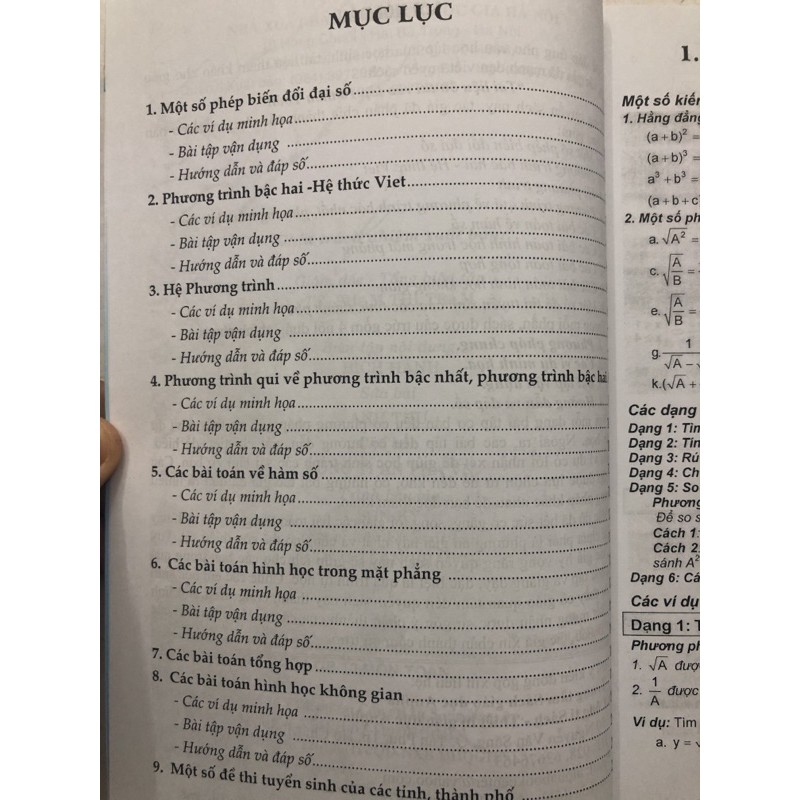 MỤC LỤC
1. Một số phép biến đổi đại số
- Các ví dụ minh họa
- Bài tập vận dụng
- Hướng dẫn và đáp số
2. Phương trình bậc hai -Hệ thức Viet
- Các ví dụ minh họa
- Bài tập vận dụng
- Hướng dẫn và đáp số
3. Hệ Phương trình
- Các ví dụ minh họa
- Bài tập vận dụng
- Hướng dẫn và đáp số
4. Phương trình qui về phương trình bậc nhất, phương trình bậc hai
- Các ví dụ minh họa
- Bài tập vận dụng
- Hướng dẫn và đáp số
5. Các bài toán về hàm số
- Các ví dụ minh họa
- Bài tập vận dụng
- Hướng dẫn và đáp số
6. Các bài toán hình học trong mặt phẳng
- Các ví dụ minh họa
- Bài tập vận dụng
- Hướng dẫn và đáp số
7. Các bài toán tổng hợp
8. Các bài toán hình học không gian
- Các ví dụ minh họa
- Bài tập vận dụng
- Hướng dẫn và đáp số
9. Một số đề thi tuyển sinh của các tỉnh, thành phố
1.
Một số kiến
1. Hằng đẳng
(a+b)² =
(a+b)³ =
a³ + b³ =
(a+b+c
2. Một số ph
a. √A² =
c. √A/B =
e. √A/B =
g. 1/√A −
k.(√A +
Các dạng
Dạng 1: Tìm
Dạng 2: Tín
Dạng 3: Rú
Dạng 4: Ch
Dạng 5: So
Phương
Để so s
Cách 1:
Cách 2
sánh A²
Dạng 6: Cá
Các ví dụ
Dạng 1: T
Phương ph
1. √A đượ
2. 1/A được
Ví dụ: Tìm
a. y = √